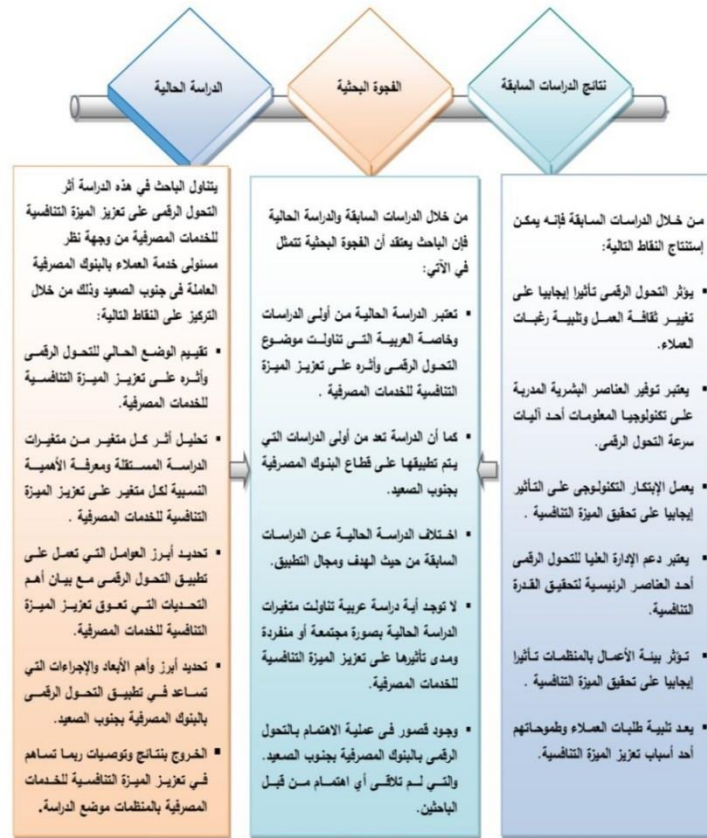 نتائج الدراسات السابقة
الفجوة البحثية
الدراسة الحالية
من خلال الدراسات السابقة فإنه يمكن
إستنتاج النقاط التالية:
▪ يؤثر التحول الرقمى تأثيرا إيجابيا على
تغيير ثقافة العمل وتلبية رغبات
العملاء.
▪ يعتبر توفير العناصر البشرية المدربة
على تكنولوجيا المعلومات أحد آليات
سرعة التحول الرقمى.
▪ يعمل الإبتكار التكنولوجى على التأثير
إيجابيا على تحقيق الميزة التنافسية .
▪ يعتبر دعم الإدارة العليا للتحول الرقمى
أحد العناصر الرئيسية لتحقيق القدرة
التنافسية.
▪ تؤثر بيئة الأعمال بالمنظمات تأثيرا
إيجابيا على تحقيق الميزة التنافسية .
▪ يعد تلبية طلبات العملاء وطموحاتهم
أحد أسباب تعزيز الميزة التنافسية.
من خلال الدراسات السابقة والدراسة الحالية
فإن الباحث يعتقد أن الفجوة البحثية تتمثل
في الآتي:
▪ تعتبر الدراسة الحالية من أولى الدراسات
وخاصة العربية التى تناولت موضوع
التحول الرقمى وأثره على تعزيز الميزة
التنافسية للخدمات المصرفية .
▪ كما أن الدراسة تعد من أولى الدراسات التي
يتم تطبيقها على قطاع البنوك المصرفية
بجنوب الصعيد.
▪ اختلاف الدراسة الحالية عن الدراسات
السابقة من حيث الهدف ومجال التطبيق.
▪ لا توجد أية دراسة عربية تناولت متغيرات
الدراسة الحالية بصورة مجتمعة أو منفردة
ومدى تأثيرها على تعزيز الميزة التنافسية
للخدمات المصرفية.
▪ وجود قصور فى عملية الاهتمام بالتحول
الرقمى بالبنوك المصرفية بجنوب الصعيد.
والتي لم تلاقى أي اهتمام من قبل
الباحثين.
يتناول الباحث في هذه الدراسة أثر
التحول الرقمى على تعزيز الميزة التنافسية
للخدمات المصرفية من وجهة نظر
مسئولى خدمة العملاء بالبنوك المصرفية
العاملة فى جنوب الصعيد وذلك من خلال
التركيز على النقاط التالية:
▪ تقييم الوضع الحالي للتحول الرقمى
وأثره على تعزيز الميزة التنافسية
للخدمات المصرفية.
▪ تحليل أثر كل متغير من متغيرات
الدراسة المستقلة ومعرفة الأهمية
النسبية لكل متغير على تعزيز الميزة
التنافسية للخدمات المصرفية .
▪ تحديد أبرز العوامل التي تعمل على
تطبيق التحول الرقمى مع بيان أهم
التحديات التي تعوق تعزيز الميزة
التنافسية للخدمات المصرفية.
▪ تحديد أبرز وأهم الأبعاد والإجراءات التي
تساعد في تطبيق التحول الرقمى
بالبنوك المصرفية بجنوب الصعيد.
▪ الخروج بنتائج وتوصيات ربما تساهم
في تعزيز الميزة التنافسية للخدمات
المصرفية بالمنظمات موضع الدراسة.